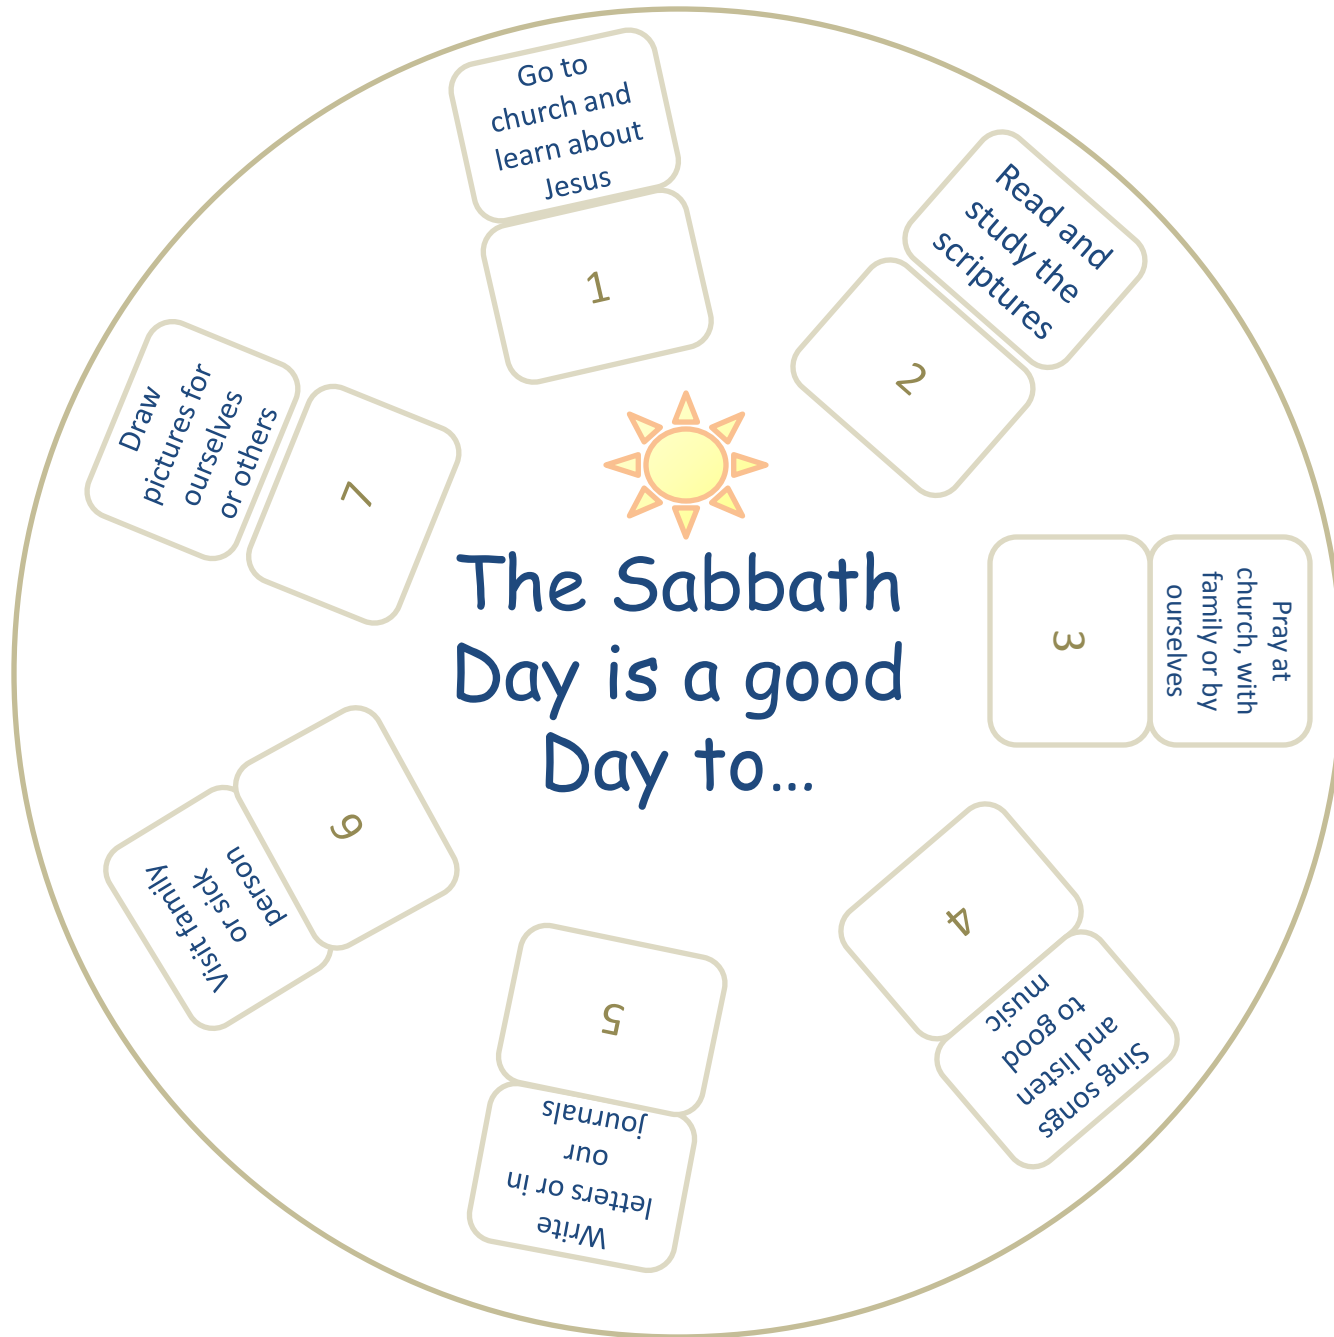 The Sabbath
Day is a good
Day to...
Go to
church and
learn about
Jesus
1
Read and
study the
scriptures
2
Pray at
church, with
family or by
ourselves
3
Sing songs
and listen
to good
music
4
Write
letters or in
our
journals
5
Visit family
or sick
person
6
Draw
pictures for
ourselves
or others
7